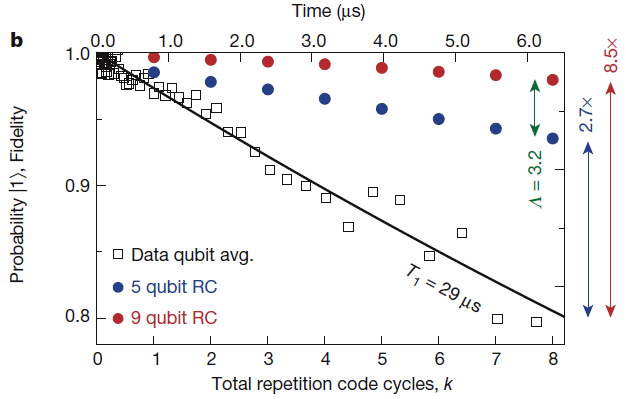 Time (μs)
b
0.0 1.0 2.0 3.0 4.0 5.0 6.0
1.0
0.9
0.8
Probability |1⟩, Fidelity
Data qubit avg.
5 qubit RC
9 qubit RC
T₁ = 29 μs
Λ = 3.2
2.7×
8.5×
0 1 2 3 4 5 6 7 8
Total repetition code cycles, k